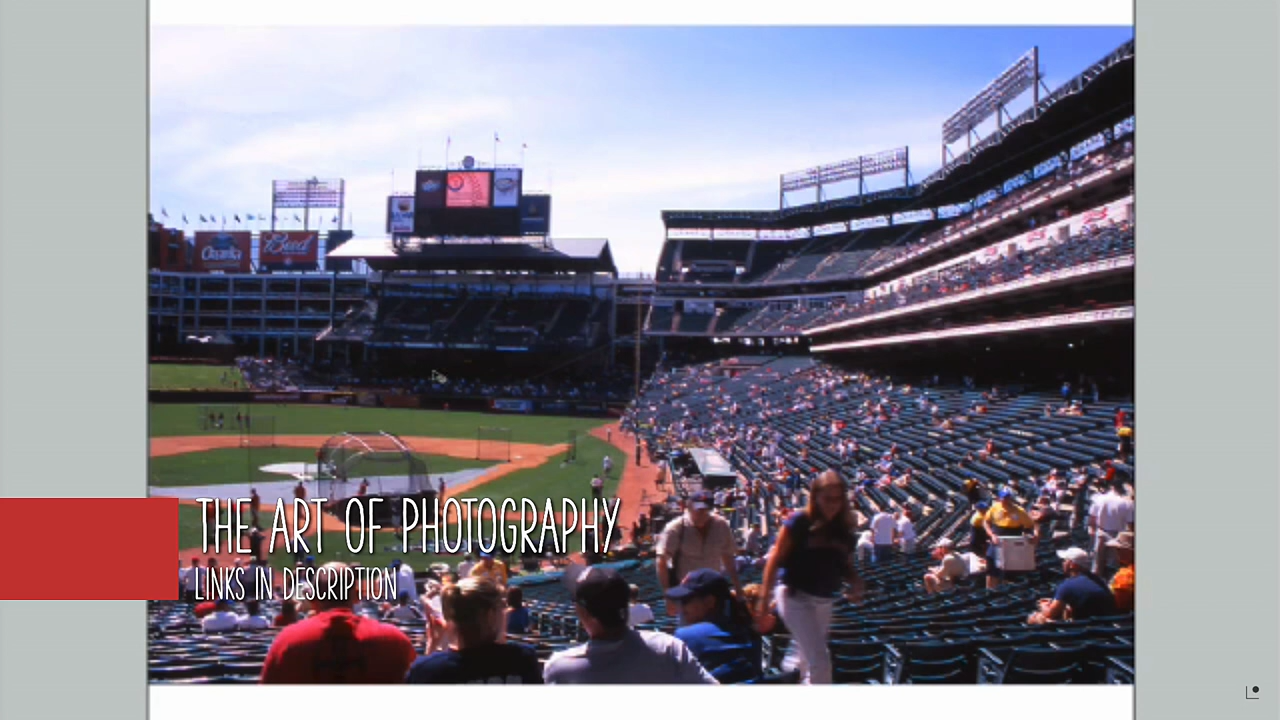 Ozarka
Bud
THE ART OF PHOTOGRAPHY
LINKS IN DESCRIPTION